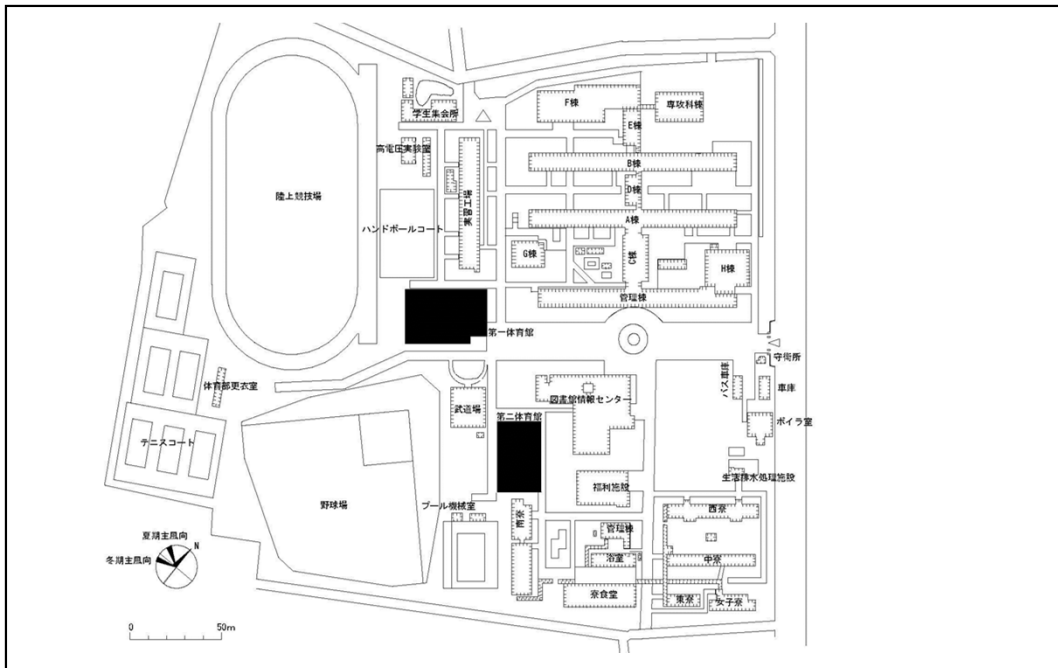 F棟
専攻科棟
学生集会所
E棟
高電圧実験室
B棟
陸上競技場
D棟
実習工場
A棟
ハンドボールコート
G棟
C棟
H棟
管理棟
第一体育館
守衛所
体育部更衣室
バス車庫
車庫
武道場
図書館情報センター
第二体育館
ボイラ室
テニスコート
生活排水処理施設
福利施設
野球場
プール機械室
南寮
西寮
管理棟
夏期主風向
N
冬期主風向
浴室
中寮
寮食堂
東寮
女子寮
0
50m